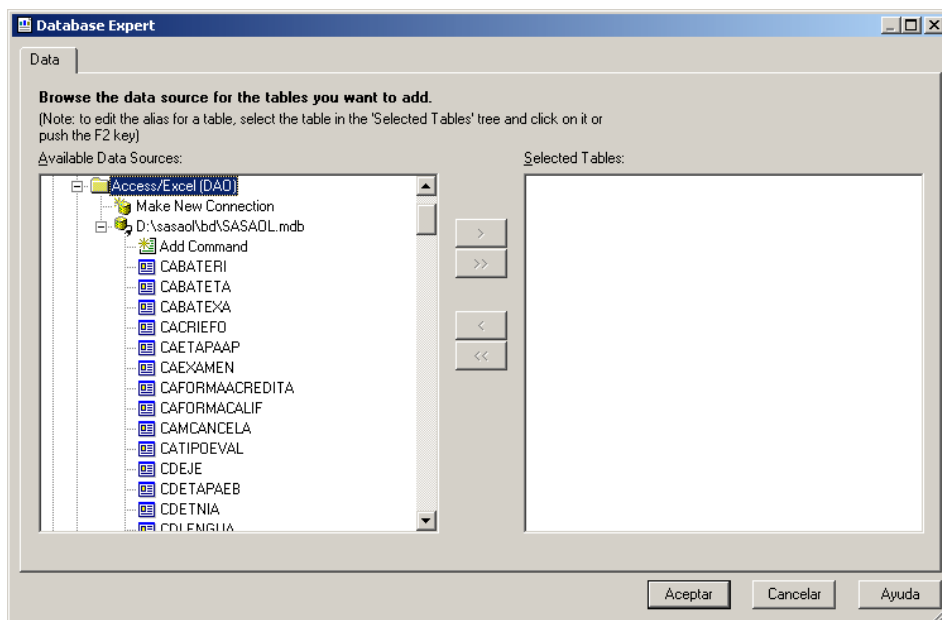 Database Expert
Data
Browse the data source for the tables you want to add.
(Note: to edit the alias for a table, select the table in the 'Selected Tables' tree and click on it or
push the F2 key)
Available Data Sources:
Selected Tables:
Access/Excel (DAO)
Make New Connection
D:\sasaol\bd\SASAOL.mdb
Add Command
CABATERI
CABATETA
CABATEXA
CACRIEFO
CAETAPAAP
CAEXAMEN
CAFORMAACREDITA
CAFORMACALIF
CAMCANCELA
CATIPOEVAL
CDEJE
CDETAPAEB
CDETNIA
CDLENGUA
>
>>
<
<<
Aceptar
Cancelar
Ayuda